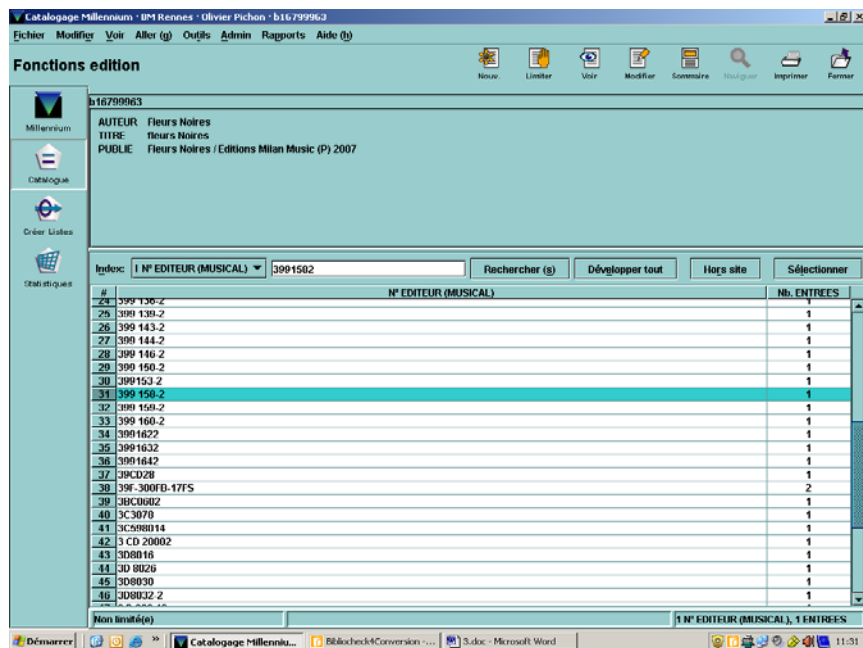 Catalogage Millennium · BM Rennes · Olivier Pichon · b16799963
Fichier Modifier Voir Aller (g) Outils Admin Rapports Aide (h)
Fonctions edition
Nouv. Limiter Voir Modifier Sommaire Naviguer Imprimer Fermer
Millennium
Catalogue
Créer Listes
Statistiques
b16799963
AUTEUR Fleurs Noires
TITRE fleurs Noires
PUBLIE Fleurs Noires / Editions Milan Music (P) 2007
Index: l N° EDITEUR (MUSICAL) 3991502 Rechercher (s) Développer tout Hors site Sélectionner
# N° EDITEUR (MUSICAL) Nb. ENTREES
24 399 136-2 1
25 399 139-2 1
26 399 143-2 1
27 399 144-2 1
28 399 146-2 1
29 399 150-2 1
30 399153-2 1
31 399 158-2 1
32 399 159-2 1
33 399 160-2 1
34 3991622 1
35 3991632 1
36 3991642 1
37 39CD28 1
38 39F-300FB-17FS 2
39 3BC0602 1
40 3C3070 1
41 3C598014 1
42 3 CD 20002 1
43 3D8016 1
44 3D 8026 1
45 3D8030 1
46 3D8032-2 1
Non limité(e) 1 N° EDITEUR (MUSICAL), 1 ENTREES
Démarrer » Catalogage Millenniu... Bibliocheck4Conversion -... 3.doc - Microsoft Word 11:31